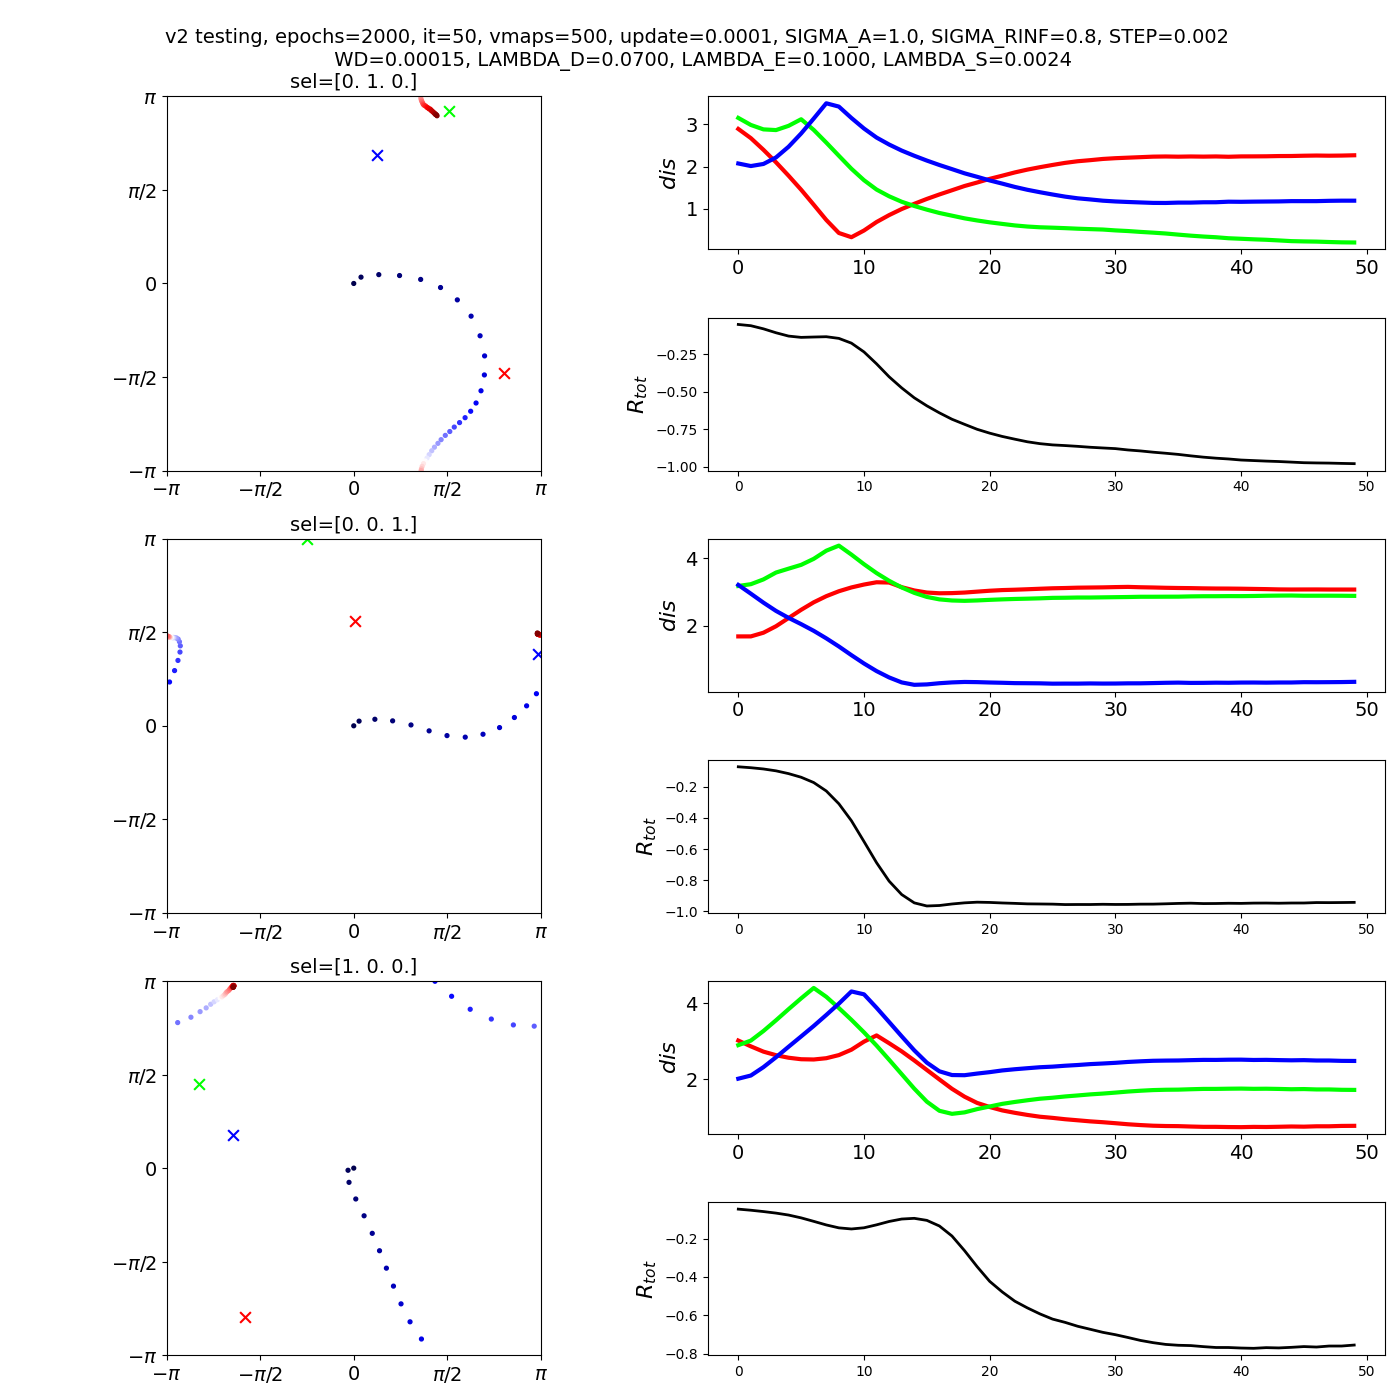 v2 testing, epochs=2000, it=50, vmaps=500, update=0.0001, SIGMA_A=1.0, SIGMA_RINF=0.8, STEP=0.002
WD=0.00015, LAMBDA_D=0.0700, LAMBDA_E=0.1000, LAMBDA_S=0.0024
sel=[0. 1. 0.]
π
π/2
0
−π/2
−π
−π −π/2 0 π/2 π
dis
3
2
1
0 10 20 30 40 50
R_tot
−0.25
−0.50
−0.75
−1.00
0 10 20 30 40 50
sel=[0. 0. 1.]
π
π/2
0
−π/2
−π
−π −π/2 0 π/2 π
dis
4
2
0 10 20 30 40 50
R_tot
−0.2
−0.4
−0.6
−0.8
−1.0
0 10 20 30 40 50
sel=[1. 0. 0.]
π
π/2
0
−π/2
−π
−π −π/2 0 π/2 π
dis
4
2
0 10 20 30 40 50
R_tot
−0.2
−0.4
−0.6
−0.8
0 10 20 30 40 50